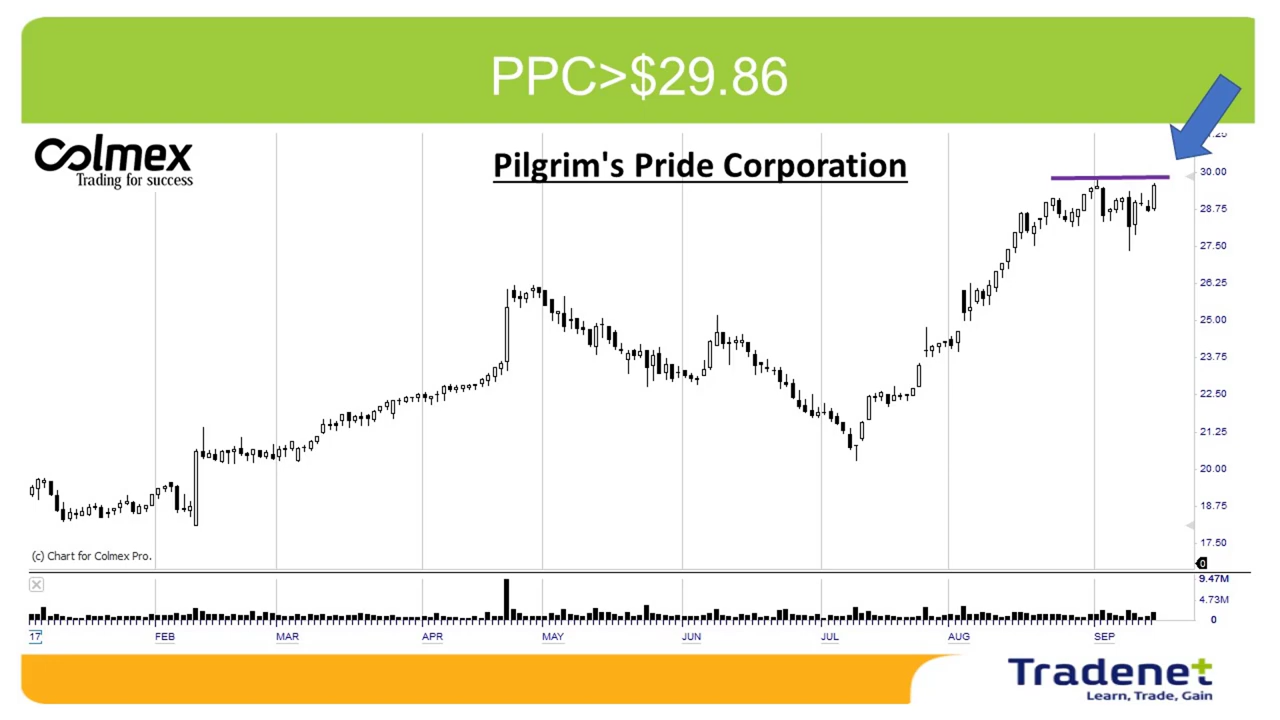 PPC>$29.86
Colmex
Trading for success
Pilgrim's Pride Corporation
30.00
28.75
27.50
26.25
25.00
23.75
22.50
21.25
20.00
18.75
17.50
(c) Chart for Colmex Pro.
0
9.47M
4.73M
0
17 FEB MAR APR MAY JUN JUL AUG SEP
Tradenet
Learn, Trade, Gain